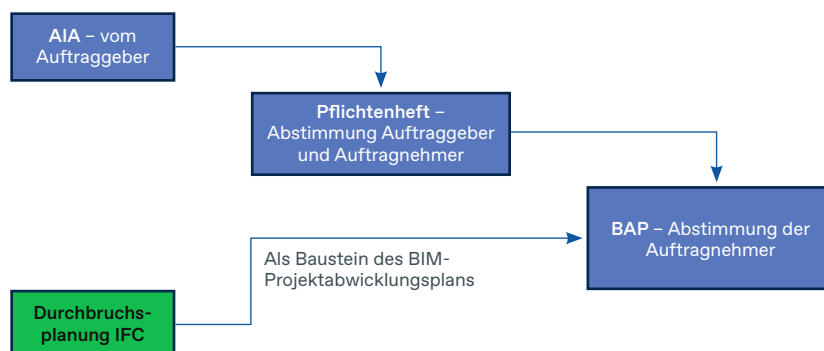 AIA – vom
Auftraggeber
Pflichtenheft –
Abstimmung Auftraggeber
und Auftragnehmer
BAP – Abstimmung der
Auftragnehmer
Als Baustein des BIM-
Projektabwicklungsplans
Durchbruchs-
planung IFC